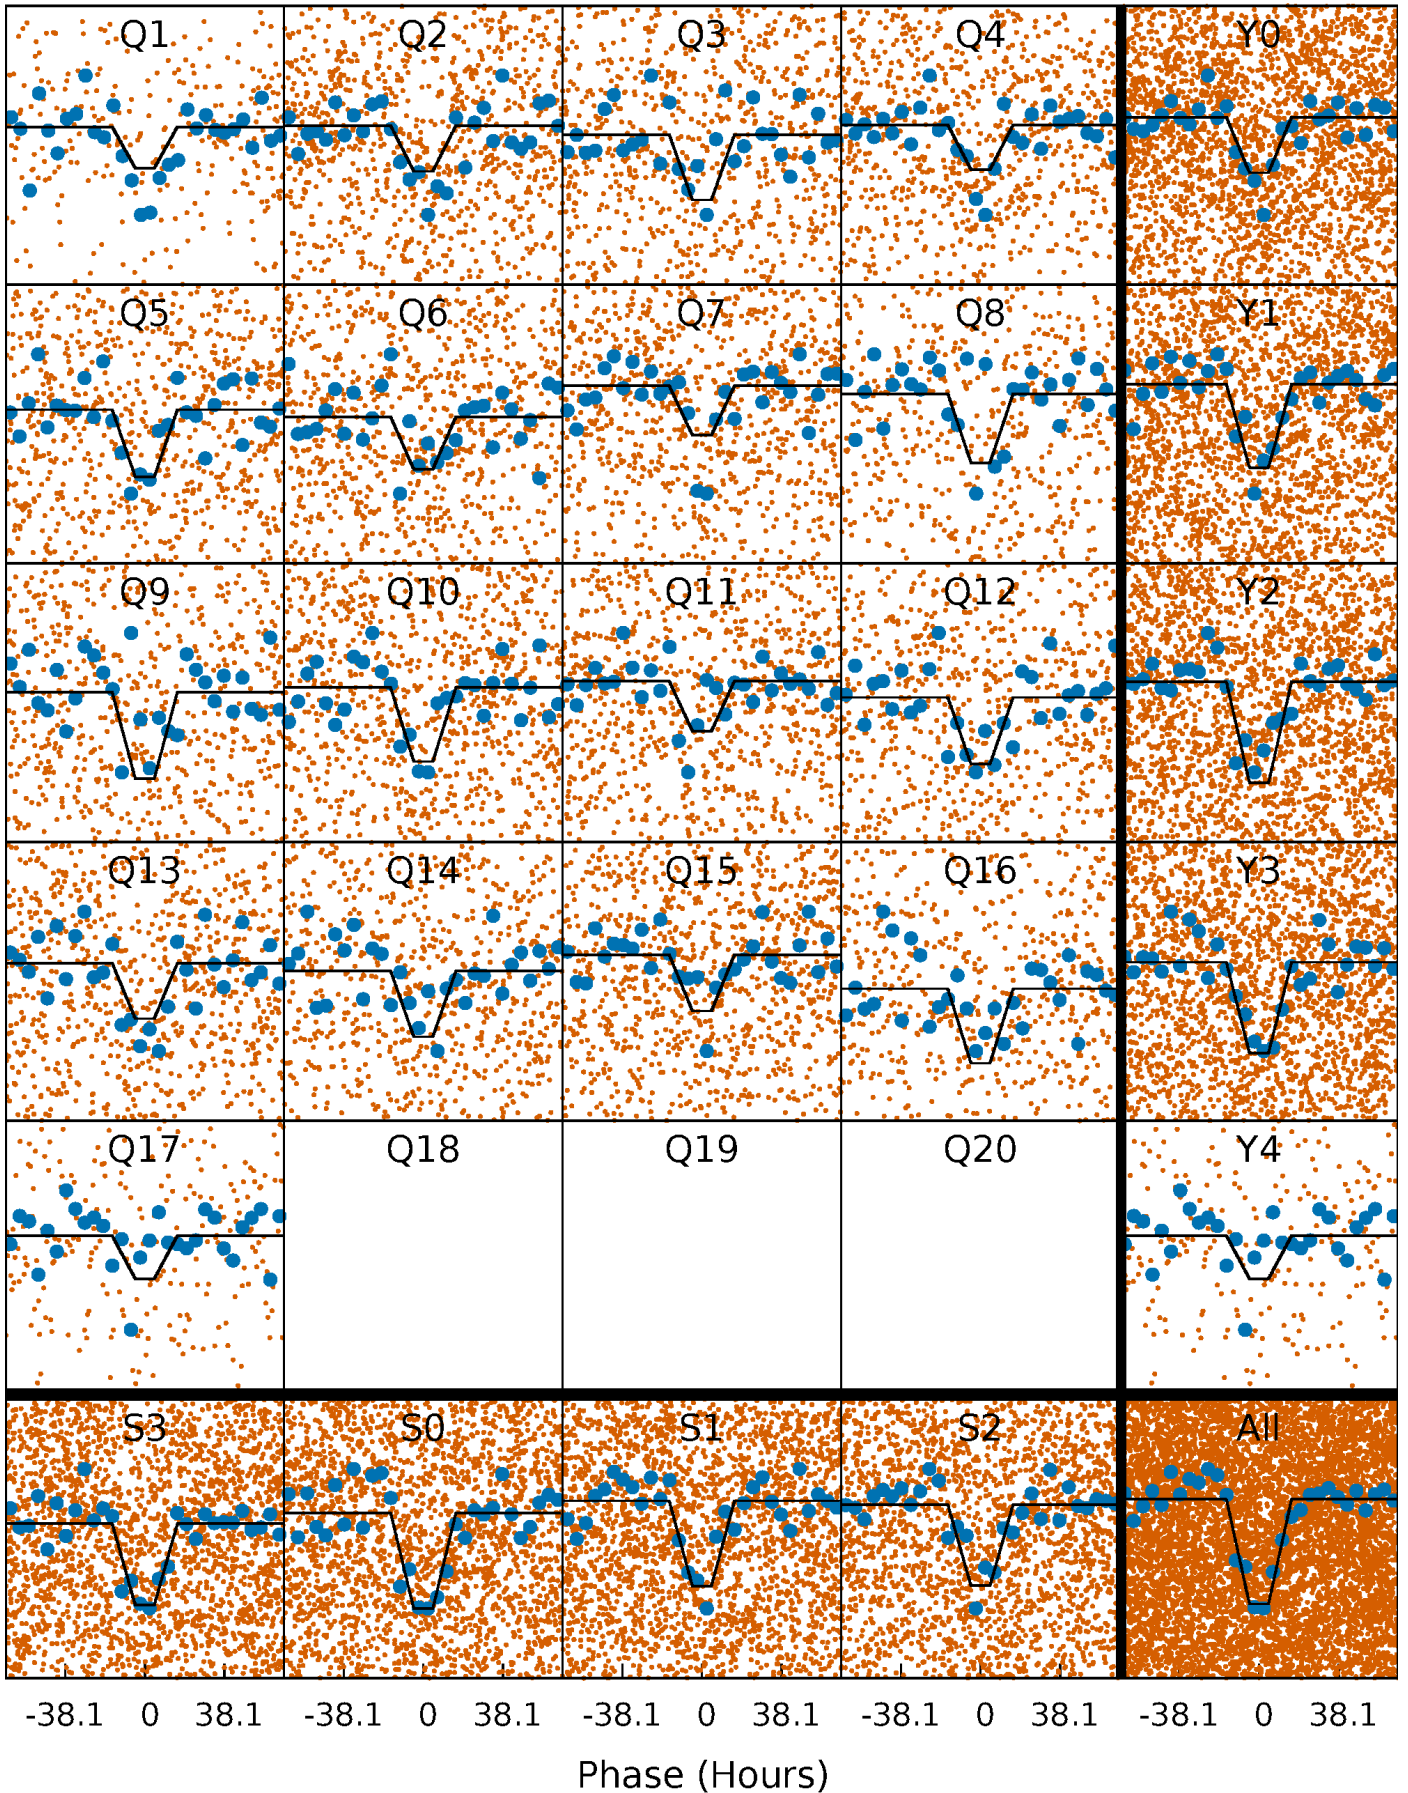 Q1 Q2 Q3 Q4 Y0
Q5 Q6 Q7 Q8 Y1
Q9 Q10 Q11 Q12 Y2
Q13 Q14 Q15 Q16 Y3
Q17 Q18 Q19 Q20 Y4
S3 S0 S1 S2 All
-38.1 0 38.1 -38.1 0 38.1 -38.1 0 38.1 -38.1 0 38.1 -38.1 0 38.1
Phase (Hours)